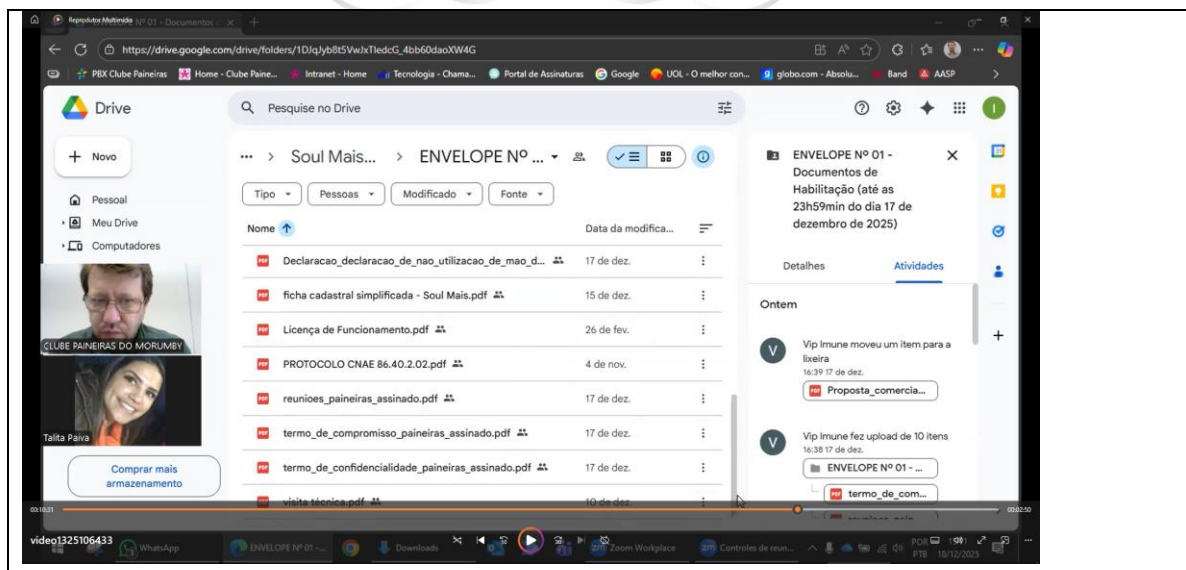 Reprodutor Multimídia
Nº 01 - Documentos
https://drive.google.com/drive/folders/1DJqJyb8t5VwJxTledcG_4bb60daoXW4G
PBX Clube Paineiras
Home - Clube Paine...
Intranet - Home
Tecnologia - Chama...
Portal de Assinaturas
Google
UOL - O melhor con...
globo.com - Absolu...
Band
AASP
Drive
Pesquise no Drive
Novo
Pessoal
Meu Drive
Computadores
CLUBE PAINEIRAS DO MORUMBY
Talita Paiva
Comprar mais
armazenamento
Soul Mais... > ENVELOPE Nº ...
Tipo
Pessoas
Modificado
Fonte
Nome
Data da modifica...
Declaracao_declaracao_de_nao_utilizacao_de_mao_d... 17 de dez.
ficha cadastral simplificada - Soul Mais.pdf 15 de dez.
Licença de Funcionamento.pdf 26 de fev.
PROTOCOLO CNAE 86.40.2.02.pdf 4 de nov.
reunioes_paineiras_assinado.pdf 17 de dez.
termo_de_compromisso_paineiras_assinado.pdf 17 de dez.
termo_de_confidencialidade_paineiras_assinado.pdf 17 de dez.
visita técnica.pdf 10 de dez.
ENVELOPE Nº 01 -
Documentos de
Habilitação (até as
23h59min do dia 17 de
dezembro de 2025)
Detalhes
Atividades
Ontem
V
Vip Imune moveu um item para a
lixeira
16:39 17 de dez.
Proposta_comercia...
V
Vip Imune fez upload de 10 itens
16:38 17 de dez.
ENVELOPE Nº 01 - ...
termo_de_com...
00:10:31
00:02:50
video1325106433
WhatsApp
ENVELOPE Nº 01 -...
Downloads
Zoom Workplace
Controles de reun...
POR
PTB
18/12/2025